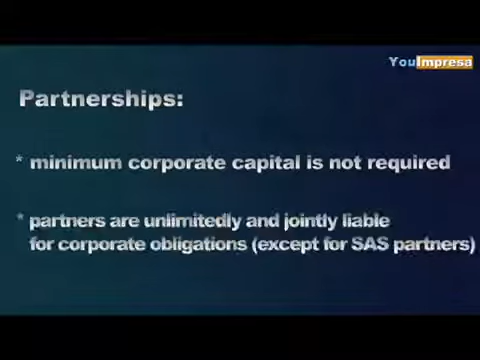 YouImpresa
Partnerships:
* minimum corporate capital is not required
* partners are unlimitedly and jointly liable
for corporate obligations (except for SAS partners)